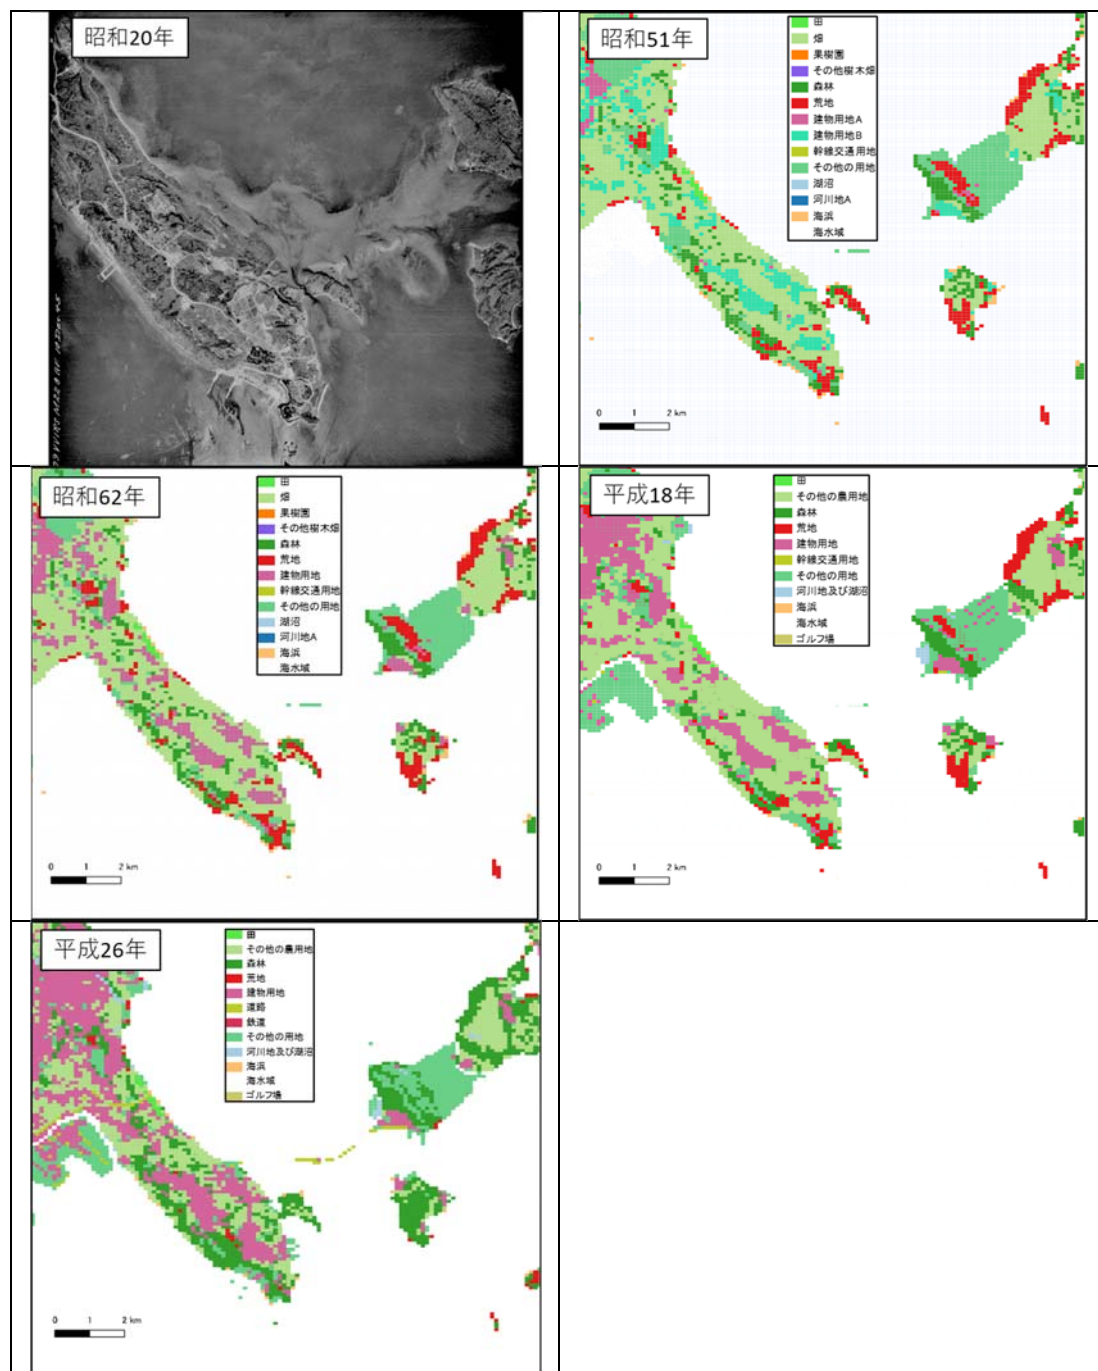 昭和20年
昭和51年
田
畑
果樹園
その他樹木畑
森林
荒地
建物用地A
建物用地B
幹線交通用地
その他の用地
湖沼
河川地A
海浜
海水域
0 1 2 km
昭和62年
田
畑
果樹園
その他樹木畑
森林
荒地
建物用地
幹線交通用地
その他の用地
湖沼
河川地A
海浜
海水域
0 1 2 km
平成18年
田
その他の農用地
森林
荒地
建物用地
幹線交通用地
その他の用地
河川地及び湖沼
海浜
海水域
ゴルフ場
0 1 2 km
平成26年
田
その他の農用地
森林
荒地
建物用地
道路
鉄道
その他の用地
河川地及び湖沼
海浜
海水域
ゴルフ場
0 1 2 km